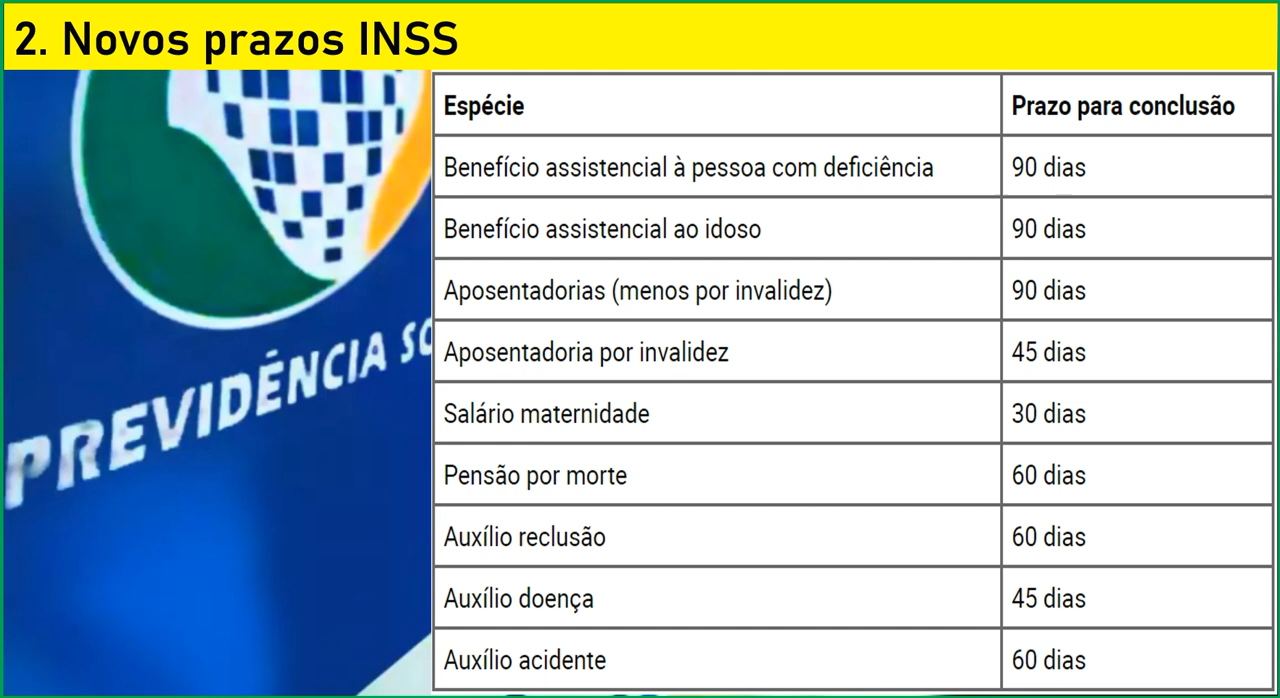 2. Novos prazos INSS
PREVIDÊNCIA
Espécie Prazo para conclusão
Benefício assistencial à pessoa com deficiência 90 dias
Benefício assistencial ao idoso 90 dias
Aposentadorias (menos por invalidez) 90 dias
Aposentadoria por invalidez 45 dias
Salário maternidade 30 dias
Pensão por morte 60 dias
Auxílio reclusão 60 dias
Auxílio doença 45 dias
Auxílio acidente 60 dias